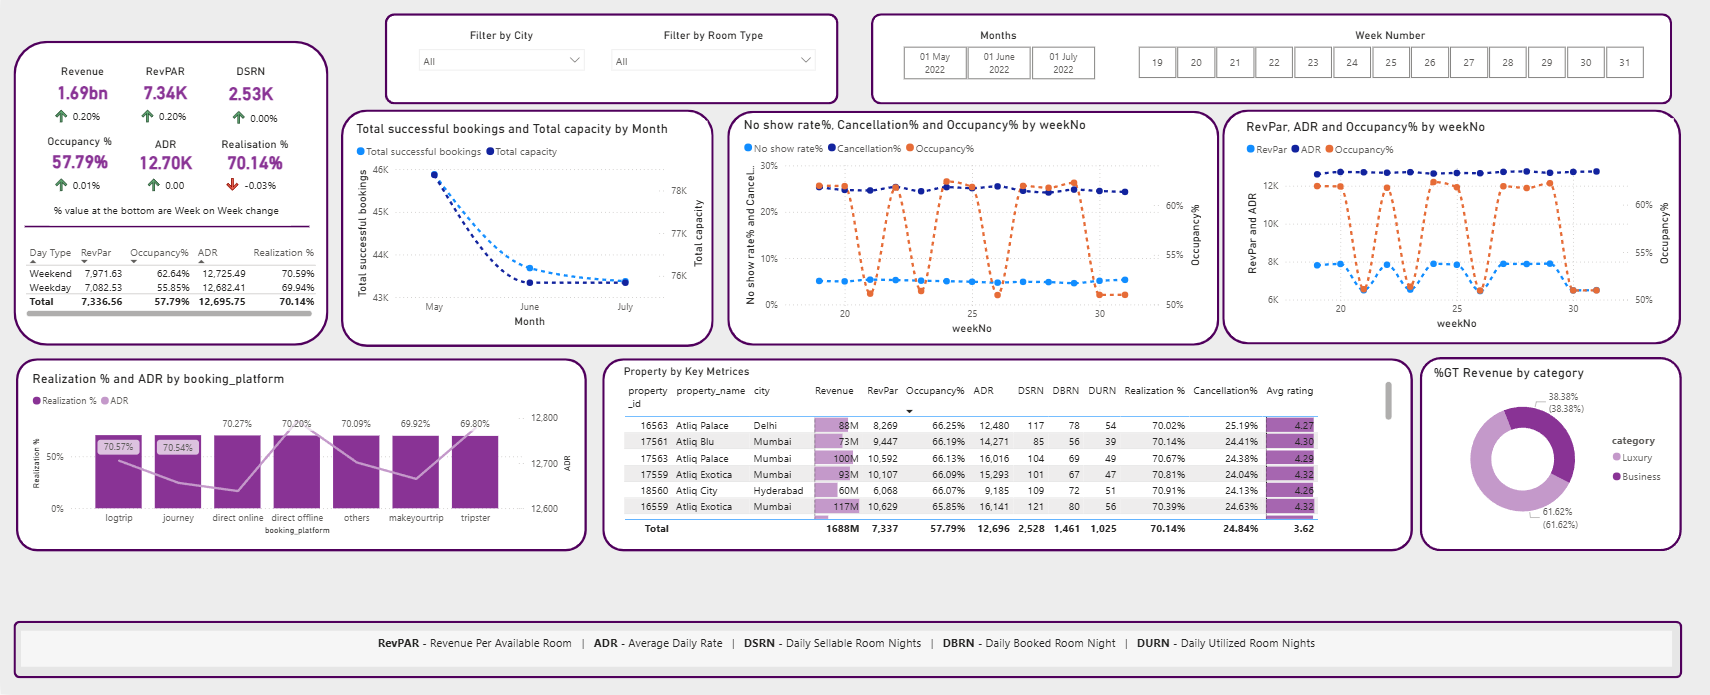 Filter by City
All
Filter by Room Type
All
Months
01 May 2022
01 June 2022
01 July 2022
Week Number
19 20 21 22 23 24 25 26 27 28 29 30 31
Revenue RevPAR DSRN
1.69bn 7.34K 2.53K
0.20% 0.20% 0.00%
Occupancy % ADR Realisation %
57.79% 12.70K 70.14%
0.01% 0.00 -0.03%
% value at the bottom are Week on Week change
Day Type RevPar Occupancy% ADR Realization %
Weekend 7,971.63 62.64% 12,725.49 70.59%
Weekday 7,082.53 55.85% 12,682.41 69.94%
Total 7,336.56 57.79% 12,695.75 70.14%
Total successful bookings and Total capacity by Month
Total successful bookings Total capacity
Total successful bookings
46K
45K
44K
43K
78K
77K
76K
Total capacity
May June July
Month
No show rate%, Cancellation% and Occupancy% by weekNo
No show rate% Cancellation% Occupancy%
No show rate% and Cancel...
30%
20%
10%
0%
60%
55%
50%
Occupancy%
20 25 30
weekNo
RevPar, ADR and Occupancy% by weekNo
RevPar ADR Occupancy%
RevPar and ADR
12K
10K
8K
6K
60%
55%
50%
Occupancy%
20 25 30
weekNo
Realization % and ADR by booking_platform
Realization % ADR
Realization %
50%
0%
70.57% 70.54% 70.27% 70.20% 70.09% 69.92% 69.80%
12,800
12,700
12,600
ADR
logtrip journey direct online direct offline others makeyourtrip tripster
booking_platform
Property by Key Metrices
property_id property_name city Revenue RevPar Occupancy% ADR DSRN DBRN DURN Realization % Cancellation% Avg rating
16563 Atliq Palace Delhi 88M 8,269 66.25% 12,480 117 78 54 70.02% 25.19% 4.27
17561 Atliq Blu Mumbai 73M 9,447 66.19% 14,271 85 56 39 70.14% 24.41% 4.30
17563 Atliq Palace Mumbai 100M 10,592 66.13% 16,016 104 69 49 70.67% 24.38% 4.29
17559 Atliq Exotica Mumbai 93M 10,107 66.09% 15,293 101 67 47 70.81% 24.04% 4.32
18560 Atliq City Hyderabad 60M 6,068 66.07% 9,185 109 72 51 70.91% 24.13% 4.26
16559 Atliq Exotica Mumbai 117M 10,629 65.85% 16,141 121 80 56 70.39% 24.63% 4.32
Total 1688M 7,337 57.79% 12,696 2,528 1,461 1,025 70.14% 24.84% 3.62
%GT Revenue by category
38.38%
(38.38%)
61.62%
(61.62%)
category
Luxury
Business
RevPAR - Revenue Per Available Room | ADR - Average Daily Rate | DSRN - Daily Sellable Room Nights | DBRN - Daily Booked Room Night | DURN - Daily Utilized Room Nights